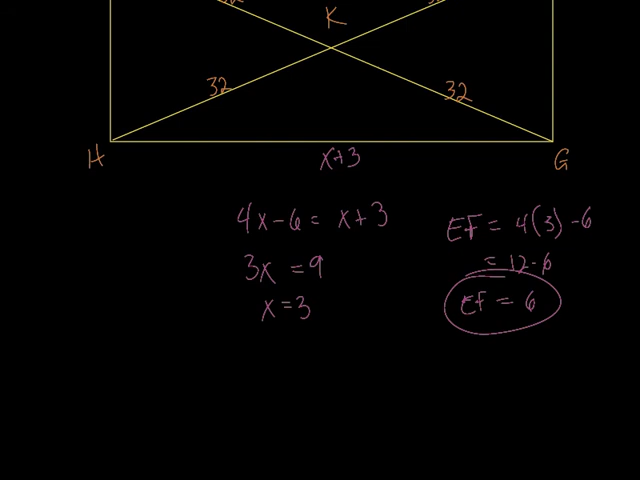 K
32
32
H
x+3
G
4x-6 = x+3
EF = 4(3)-6
3x = 9
= 12-6
x=3
EF = 6